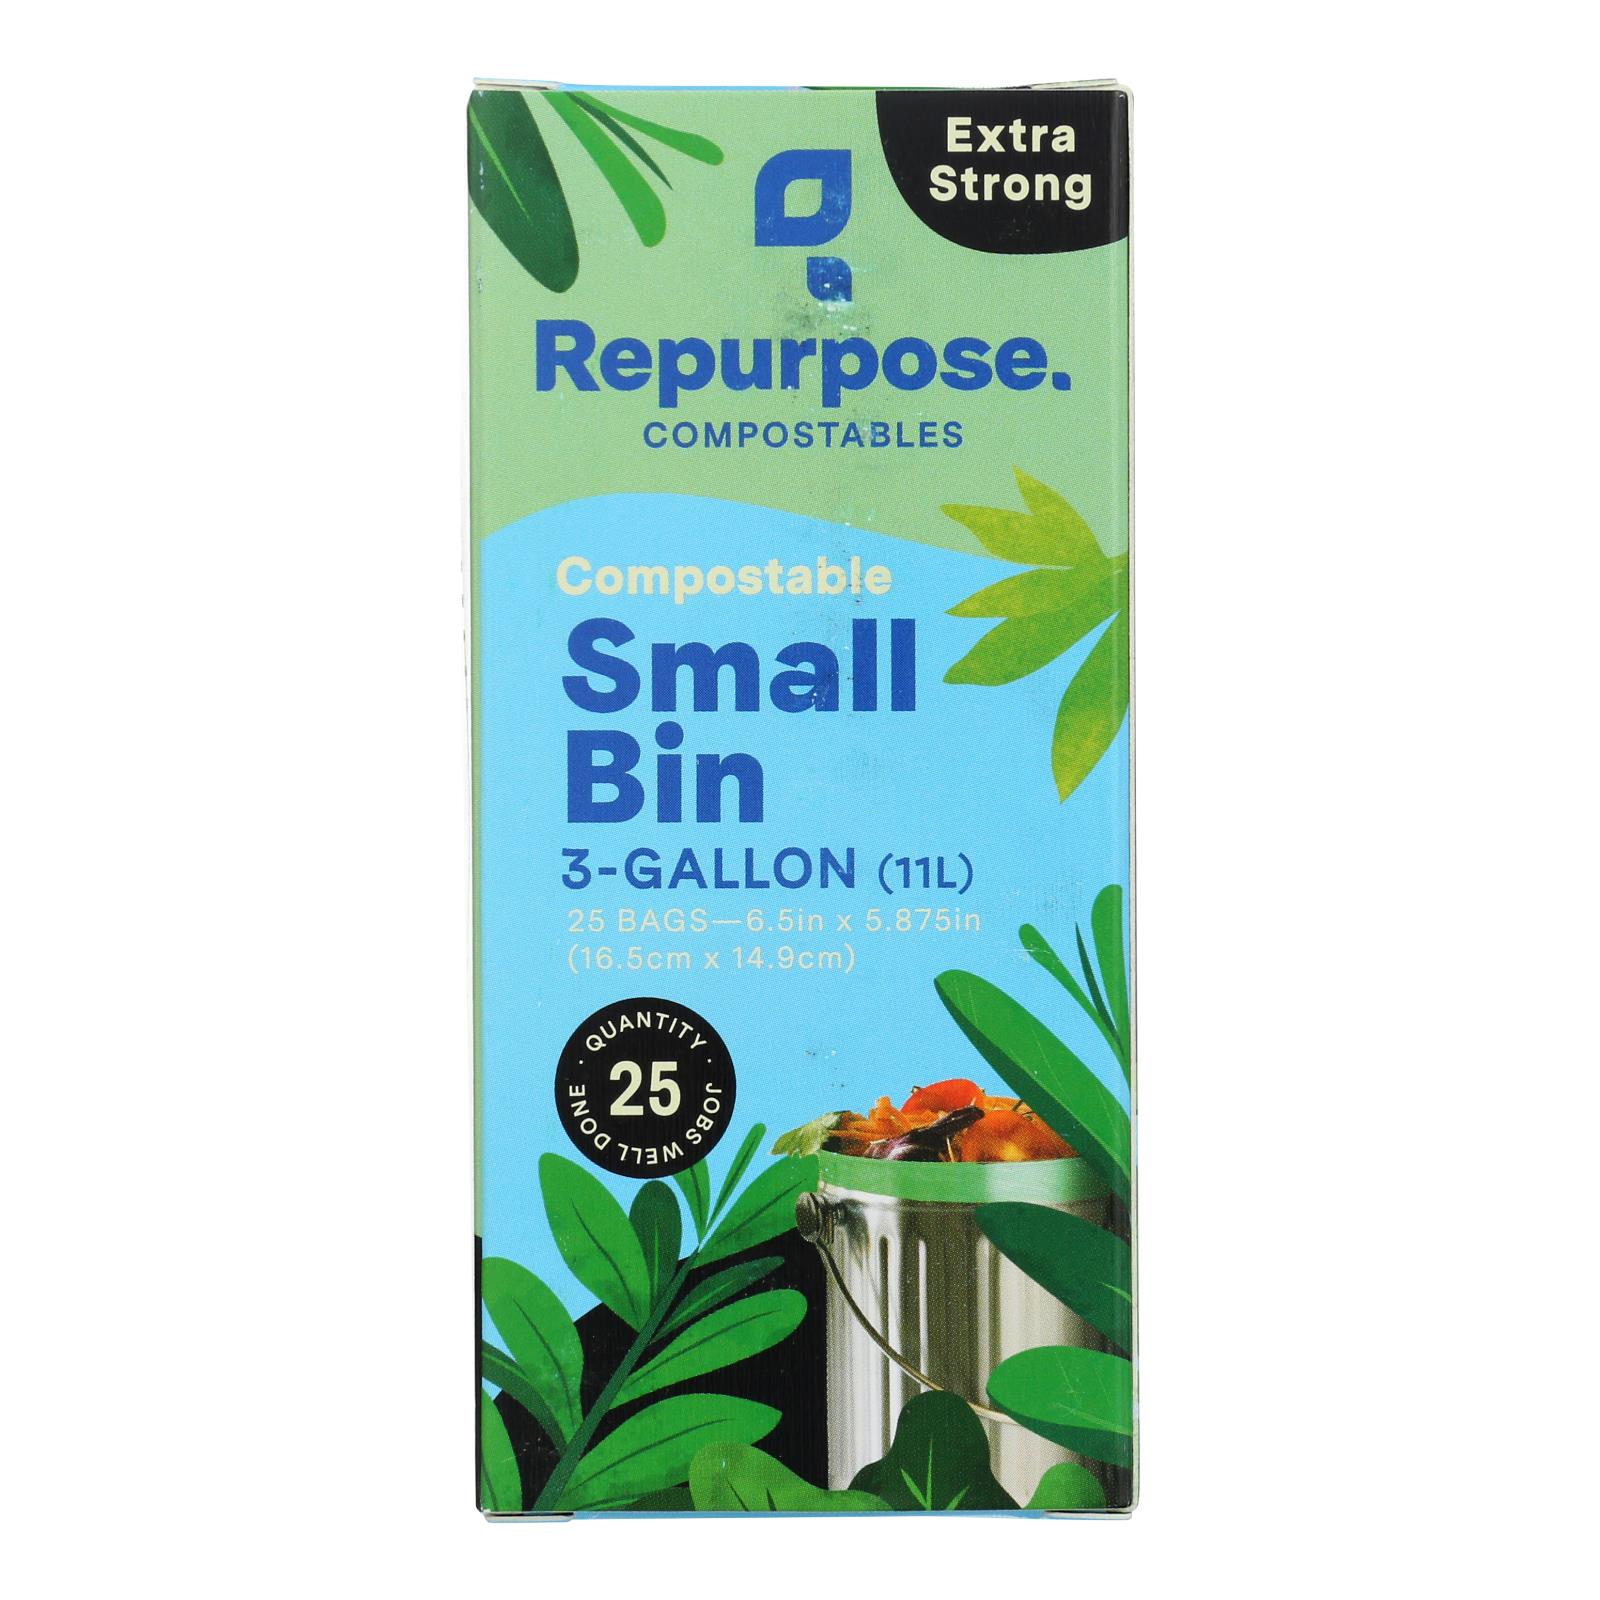 Extra
Strong
Repurpose.
COMPOSTABLES
Compostable
Small
Bin
3-GALLON (11L)
25 BAGS—6.5in x 5.875in
(16.5cm x 14.9cm)
· QUANTITY ·
25
JOBS WELL DONE